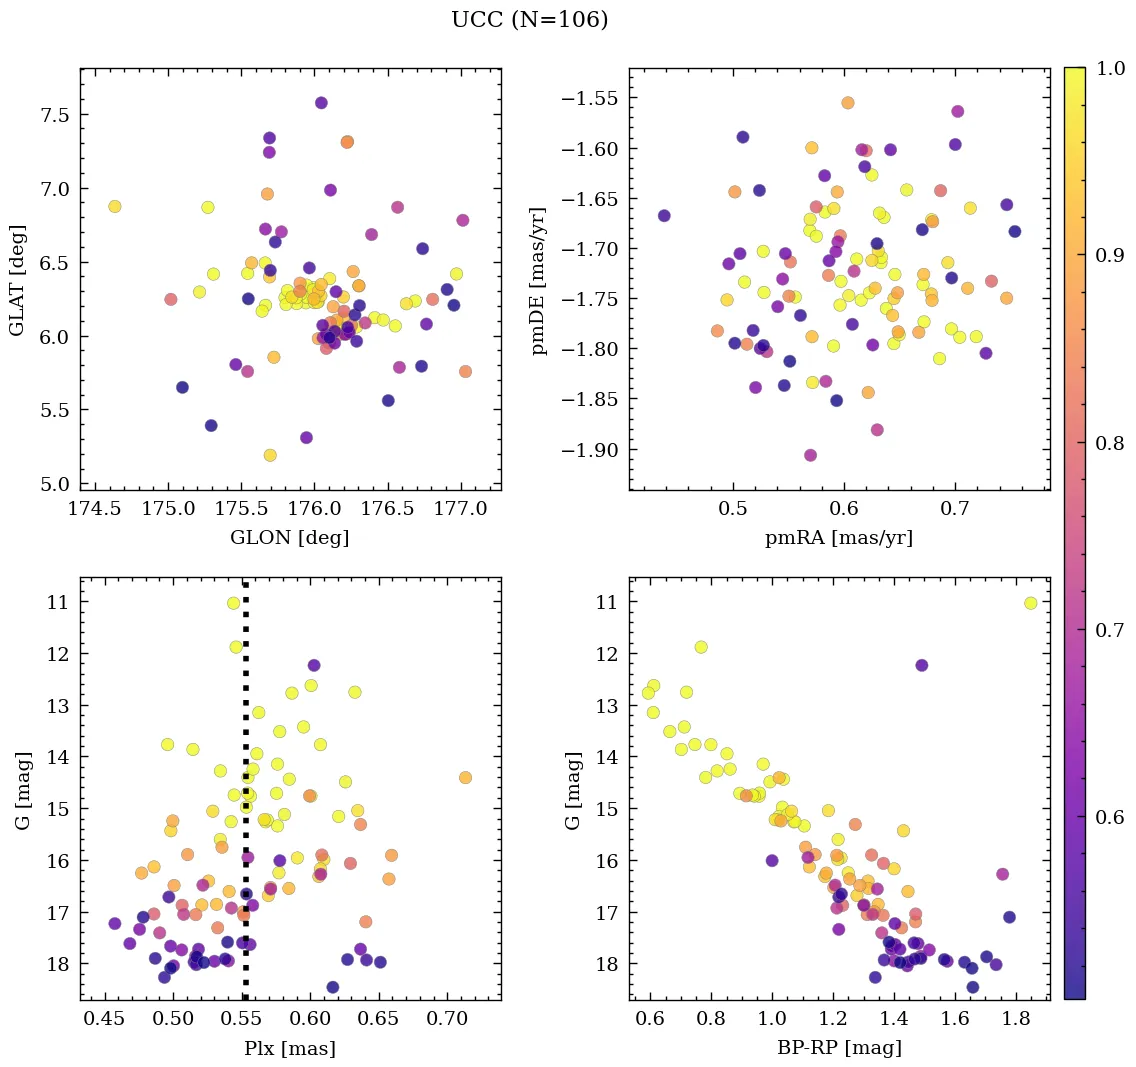 UCC (N=106)
7.5
7.0
6.5
6.0
5.5
5.0
GLAT [deg]
174.5 175.0 175.5 176.0 176.5 177.0
GLON [deg]
−1.55
−1.60
−1.65
−1.70
−1.75
−1.80
−1.85
−1.90
pmDE [mas/yr]
0.5 0.6 0.7
pmRA [mas/yr]
11
12
13
14
15
16
17
18
G [mag]
0.45 0.50 0.55 0.60 0.65 0.70
Plx [mas]
11
12
13
14
15
16
17
18
G [mag]
0.6 0.8 1.0 1.2 1.4 1.6 1.8
BP-RP [mag]
1.0
0.9
0.8
0.7
0.6